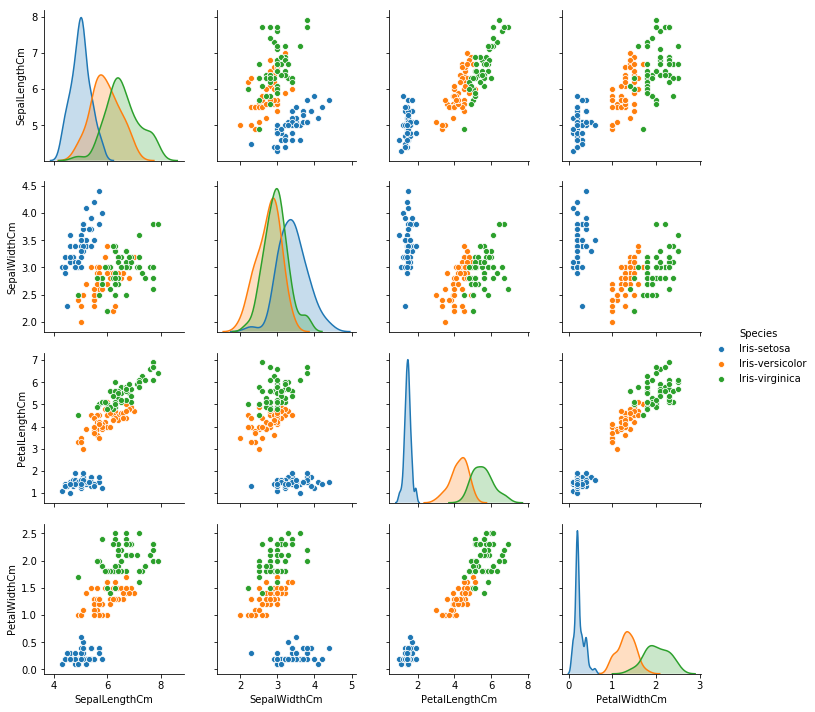 SepalLengthCm
8
7
6
5
SepalWidthCm
4.5
4.0
3.5
3.0
2.5
2.0
Species
Iris-setosa
Iris-versicolor
Iris-virginica
PetalLengthCm
7
6
5
4
3
2
1
PetalWidthCm
2.5
2.0
1.5
1.0
0.5
0.0
4 6 8 2 3 4 5 2 4 6 8 0 1 2 3
SepalLengthCm SepalWidthCm PetalLengthCm PetalWidthCm